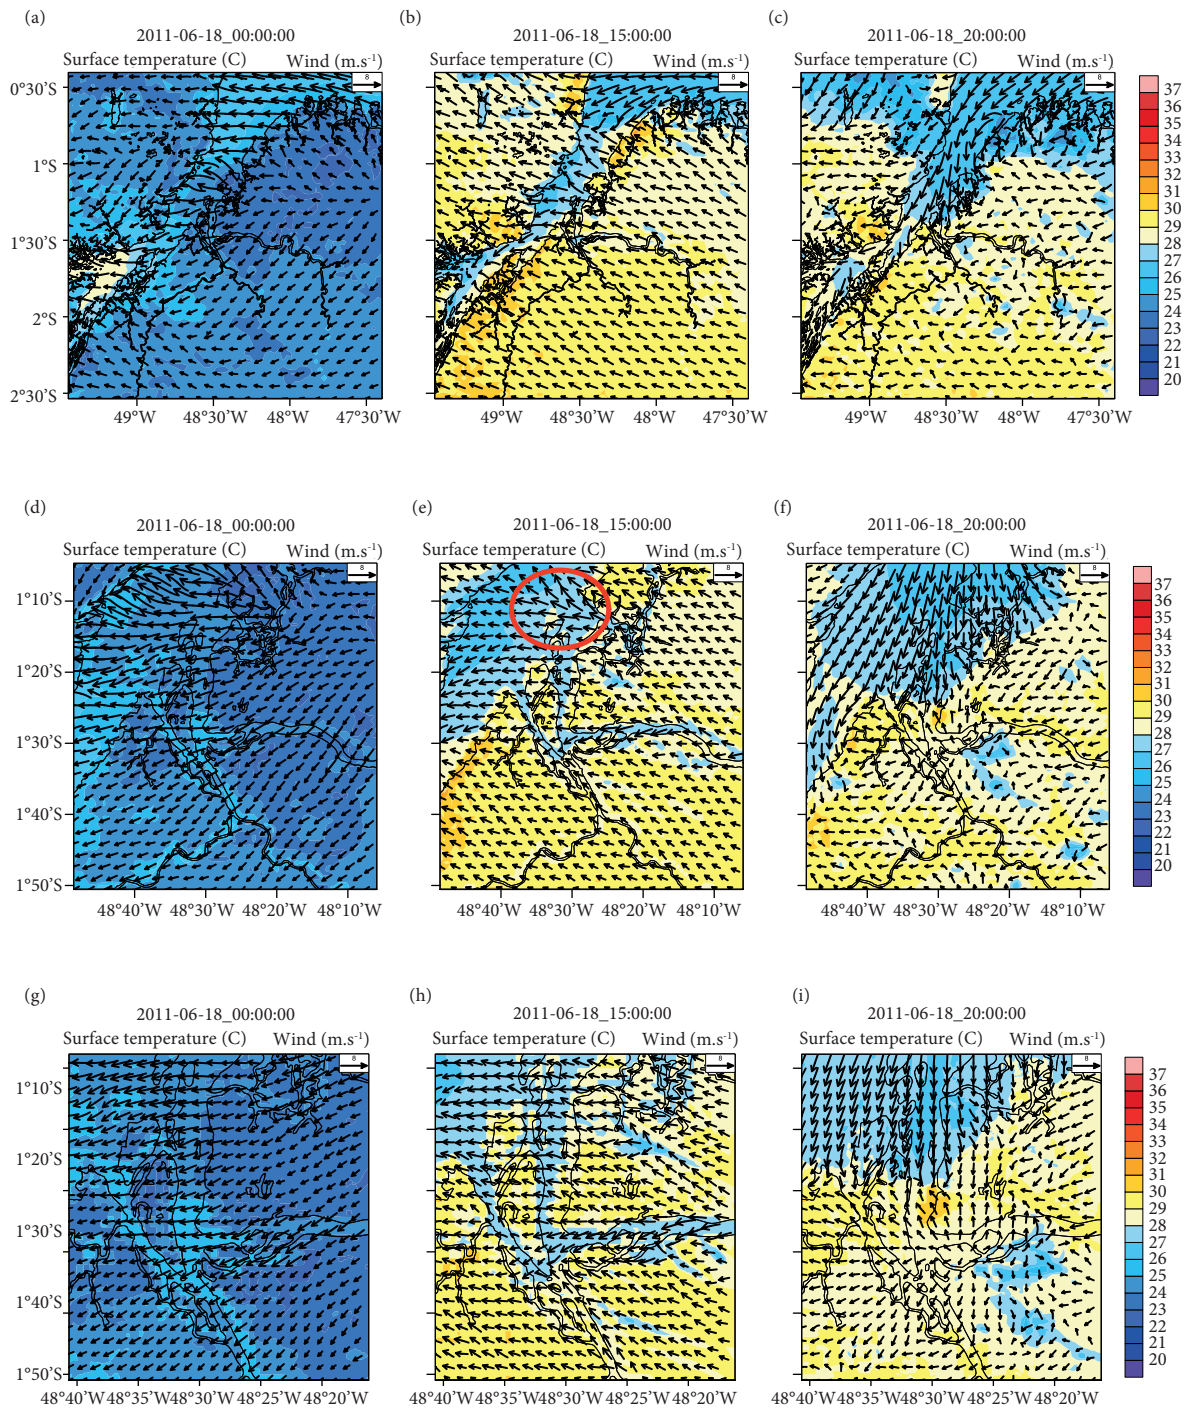 (a) (b) (c)
2011-06-18_00:00:00 2011-06-18_15:00:00 2011-06-18_20:00:00
Surface temperature (C) Wind (m.s-1) Surface temperature (C) Wind (m.s-1) Surface temperature (C) Wind (m.s-1)
8 8 8
0°30'S
1°S
1°30'S
2°S
2°30'S
49°W 48°30'W 48°W 47°30'W 49°W 48°30'W 48°W 47°30'W 49°W 48°30'W 48°W 47°30'W
37
36
35
34
33
32
31
30
29
28
27
26
25
24
23
22
21
20
(d) (e) (f)
2011-06-18_00:00:00 2011-06-18_15:00:00 2011-06-18_20:00:00
Surface temperature (C) Wind (m.s-1) Surface temperature (C) Wind (m.s-1) Surface temperature (C) Wind (m.s-1)
8 8 8
1°10'S
1°20'S
1°30'S
1°40'S
1°50'S
48°40'W 48°30'W 48°20'W 48°10'W 48°40'W 48°30'W 48°20'W 48°10'W 48°40'W 48°30'W 48°20'W 48°10'W
37
36
35
34
33
32
31
30
29
28
27
26
25
24
23
22
21
20
(g) (h) (i)
2011-06-18_00:00:00 2011-06-18_15:00:00 2011-06-18_20:00:00
Surface temperature (C) Wind (m.s-1) Surface temperature (C) Wind (m.s-1) Surface temperature (C) Wind (m.s-1)
8 8 8
1°10'S
1°20'S
1°30'S
1°40'S
1°50'S
48°40'W 48°35'W 48°30'W 48°25'W 48°20'W 48°40'W 48°35'W 48°30'W 48°25'W 48°20'W 48°40'W 48°35'W 48°30'W 48°25'W 48°20'W
37
36
35
34
33
32
31
30
29
28
27
26
25
24
23
22
21
20